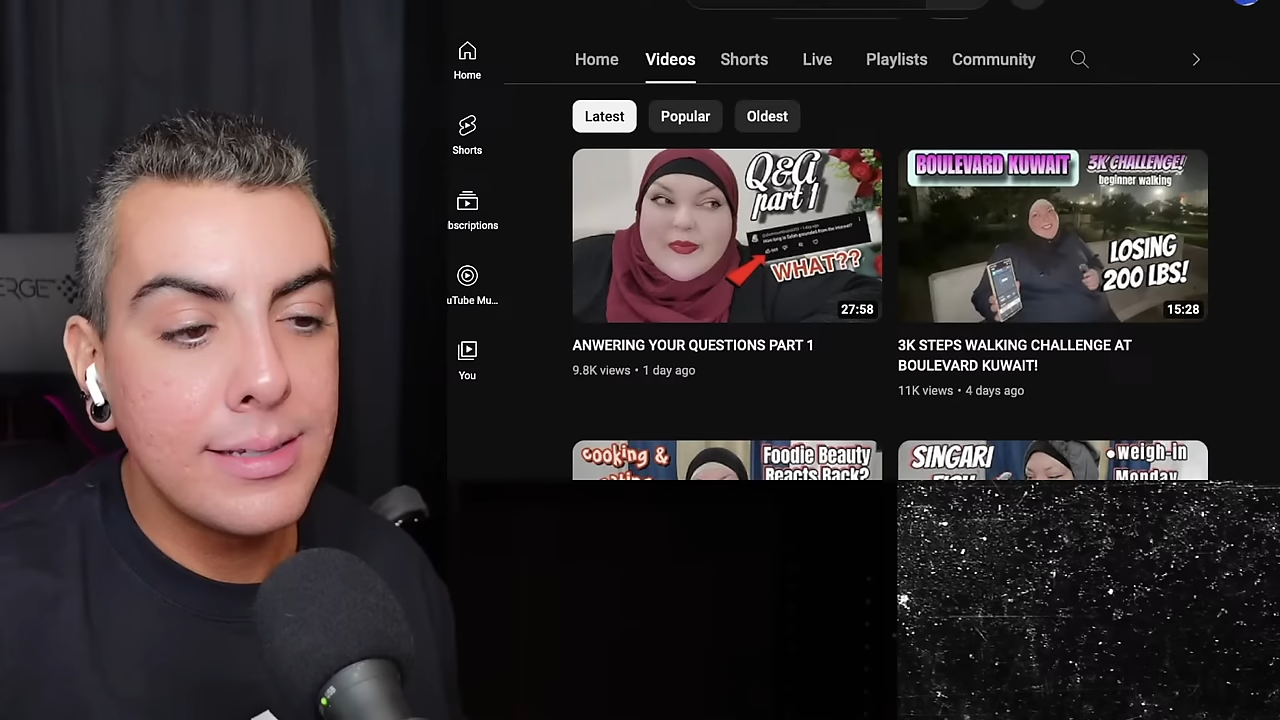 Home
Videos
Shorts
Live
Playlists
Community
Latest
Popular
Oldest
Home
Shorts
bscriptions
uTube Mu...
You
ERGE
Q&A
part 1
WHAT??
27:58
ANWERING YOUR QUESTIONS PART 1
9.8K views • 1 day ago
BOULEVARD KUWAIT
3K CHALLENGE!
beginner walking
LOSING
200 LBS!
15:28
3K STEPS WALKING CHALLENGE AT
BOULEVARD KUWAIT!
11K views • 4 days ago
cooking &
Foodie Beauty
Reacts Back?
SINGARI
weigh-in
Monday